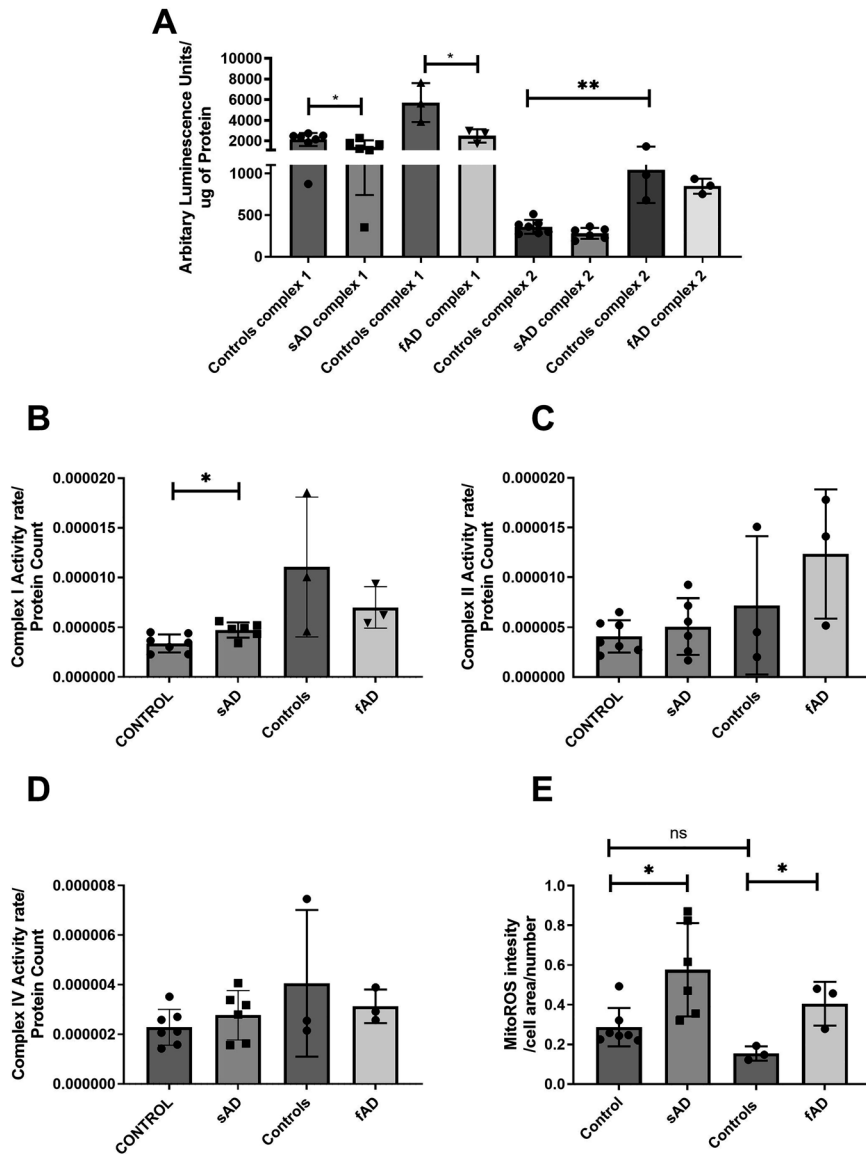 A
Arbitary Luminescence Units/
ug of Protein
10000
8000
6000
4000
2000
1000
500
0
*
*
**
Controls complex 1
sAD complex 1
Controls complex 1
fAD complex 1
Controls complex 2
sAD complex 2
Controls complex 2
fAD complex 2
B
Complex I Activity rate/
Protein Count
0.000020
0.000015
0.000010
0.000005
0.000000
*
CONTROL
sAD
Controls
fAD
C
Complex II Activity rate/
Protein Count
0.000020
0.000015
0.000010
0.000005
0.000000
CONTROL
sAD
Controls
fAD
D
Complex IV Activity rate/
Protein Count
0.000008
0.000006
0.000004
0.000002
0.000000
CONTROL
sAD
Controls
fAD
E
MitoROS intesity
/cell area/number
1.0
0.8
0.6
0.4
0.2
0.0
ns
*
*
Control
sAD
Controls
fAD